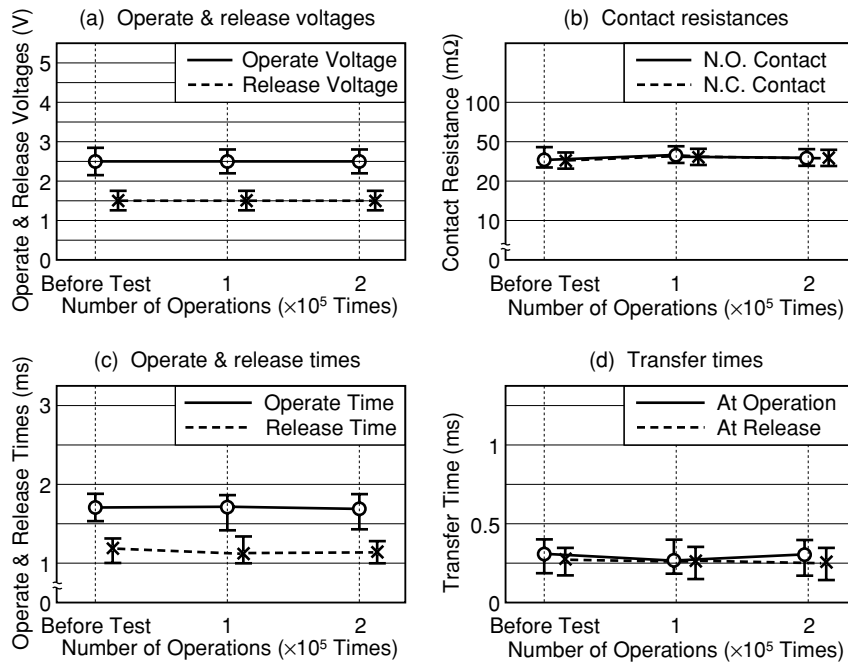 (a) Operate & release voltages
Operate & Release Voltages (V)
5
4
3
2
1
0
Operate Voltage
Release Voltage
Before Test 1 2
Number of Operations (×10⁵ Times)
(b) Contact resistances
Contact Resistance (mΩ)
100
50
20
10
0
N.O. Contact
N.C. Contact
Before Test 1 2
Number of Operations (×10⁵ Times)
(c) Operate & release times
Operate & Release Times (ms)
3
2
1
0
Operate Time
Release Time
Before Test 1 2
Number of Operations (×10⁵ Times)
(d) Transfer times
Transfer Time (ms)
1
0.5
0
At Operation
At Release
Before Test 1 2
Number of Operations (×10⁵ Times)